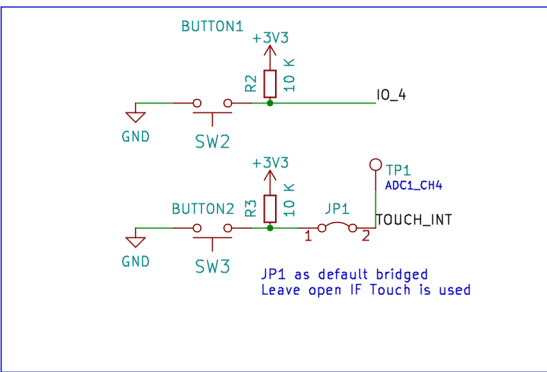 BUTTON1
+3V3
R2
10 K
IO_4
GND
SW2
+3V3
TP1
ADC1_CH4
BUTTON2
R3
10 K
JP1
TOUCH_INT
1
2
GND
SW3
JP1 as default bridged
Leave open IF Touch is used